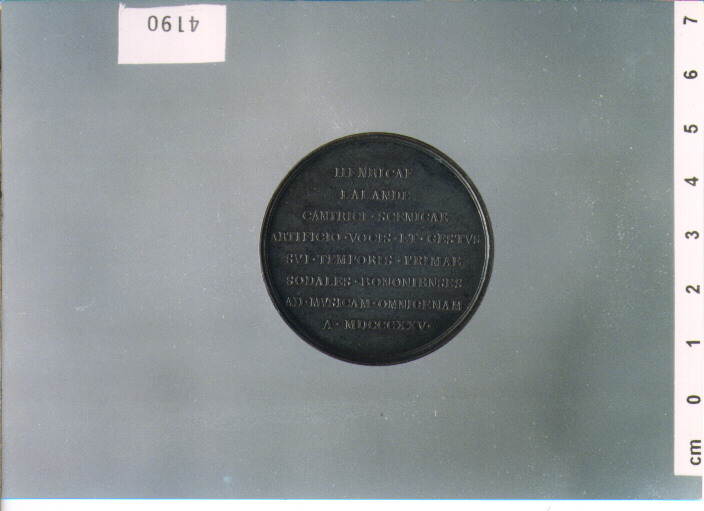 4190
HENRICAE
LALANDE
CANTRICI · SCENICAE
ARTIFICIO · VOCIS · ET · GESTVS
SVI · TEMPORIS · PRIMAE
SODALES · BONONIENSES
AD · MVSICAM · OMNIGENAM
A · MDCCCXXV ·
cm 0 1 2 3 4 5 6 7